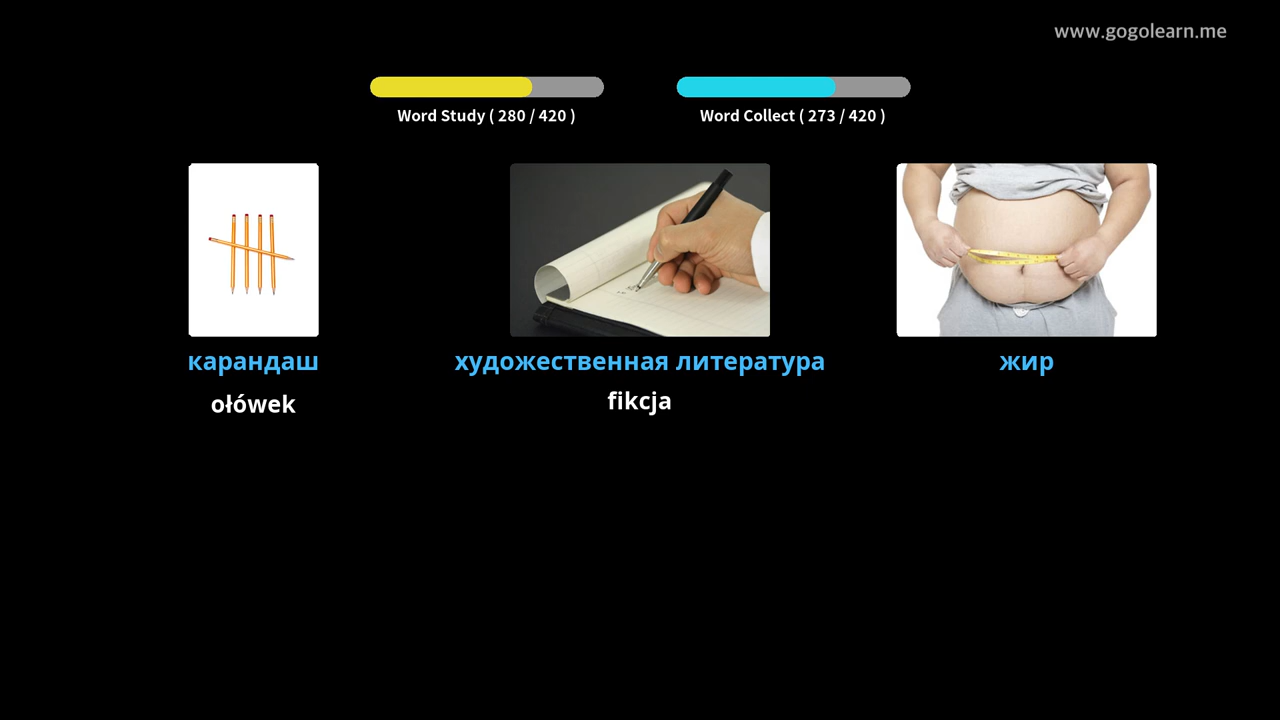 www.gogolearn.me
Word Study ( 280 / 420 )
Word Collect ( 273 / 420 )
карандаш
ołówek
художественная литература
fikcja
жир